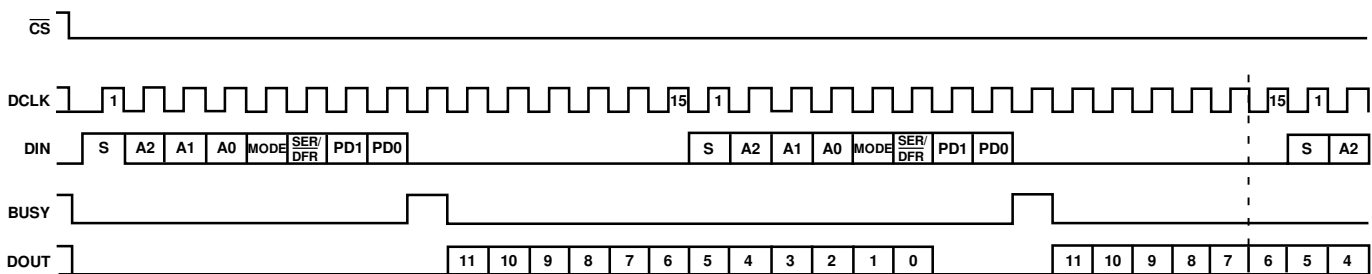 CS
DCLK 1 15 1 15 1
DIN S A2 A1 A0 MODE SER/DFR PD1 PD0 S A2 A1 A0 MODE SER/DFR PD1 PD0 S A2
BUSY
DOUT 11 10 9 8 7 6 5 4 3 2 1 0 11 10 9 8 7 6 5 4